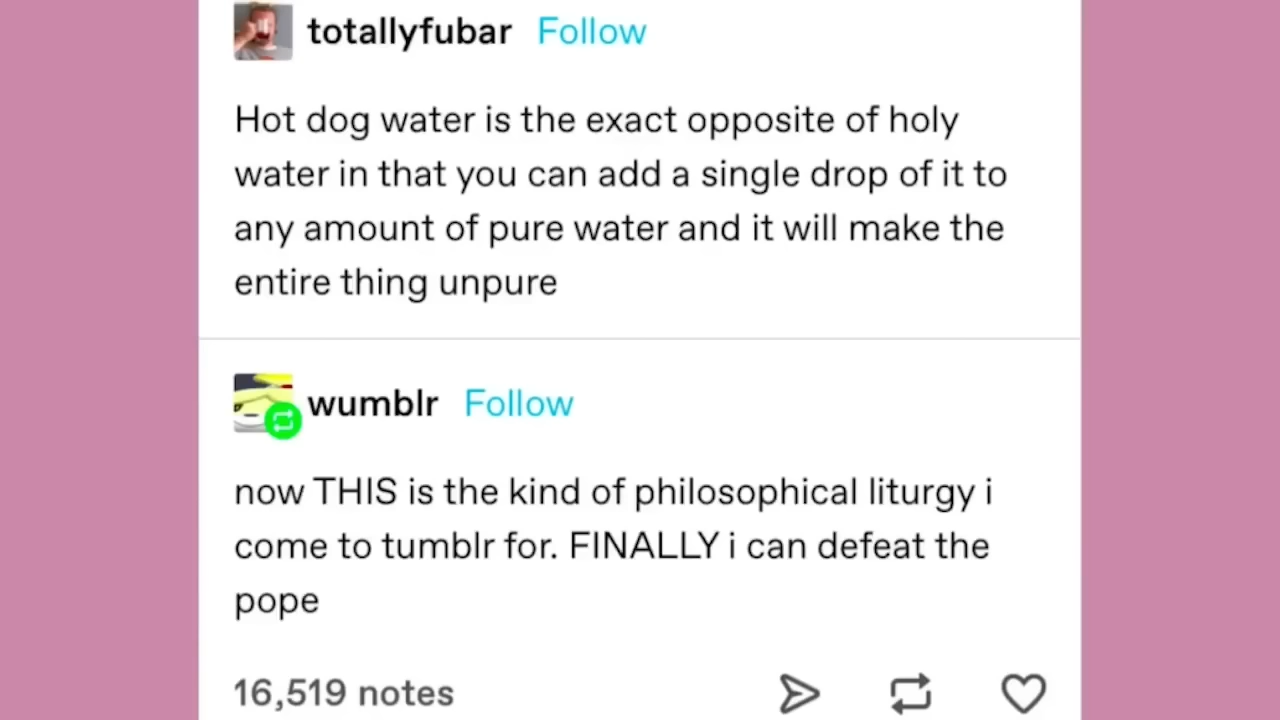 totallyfubar Follow
Hot dog water is the exact opposite of holy
water in that you can add a single drop of it to
any amount of pure water and it will make the
entire thing unpure
wumblr Follow
now THIS is the kind of philosophical liturgy i
come to tumblr for. FINALLY i can defeat the
pope
16,519 notes